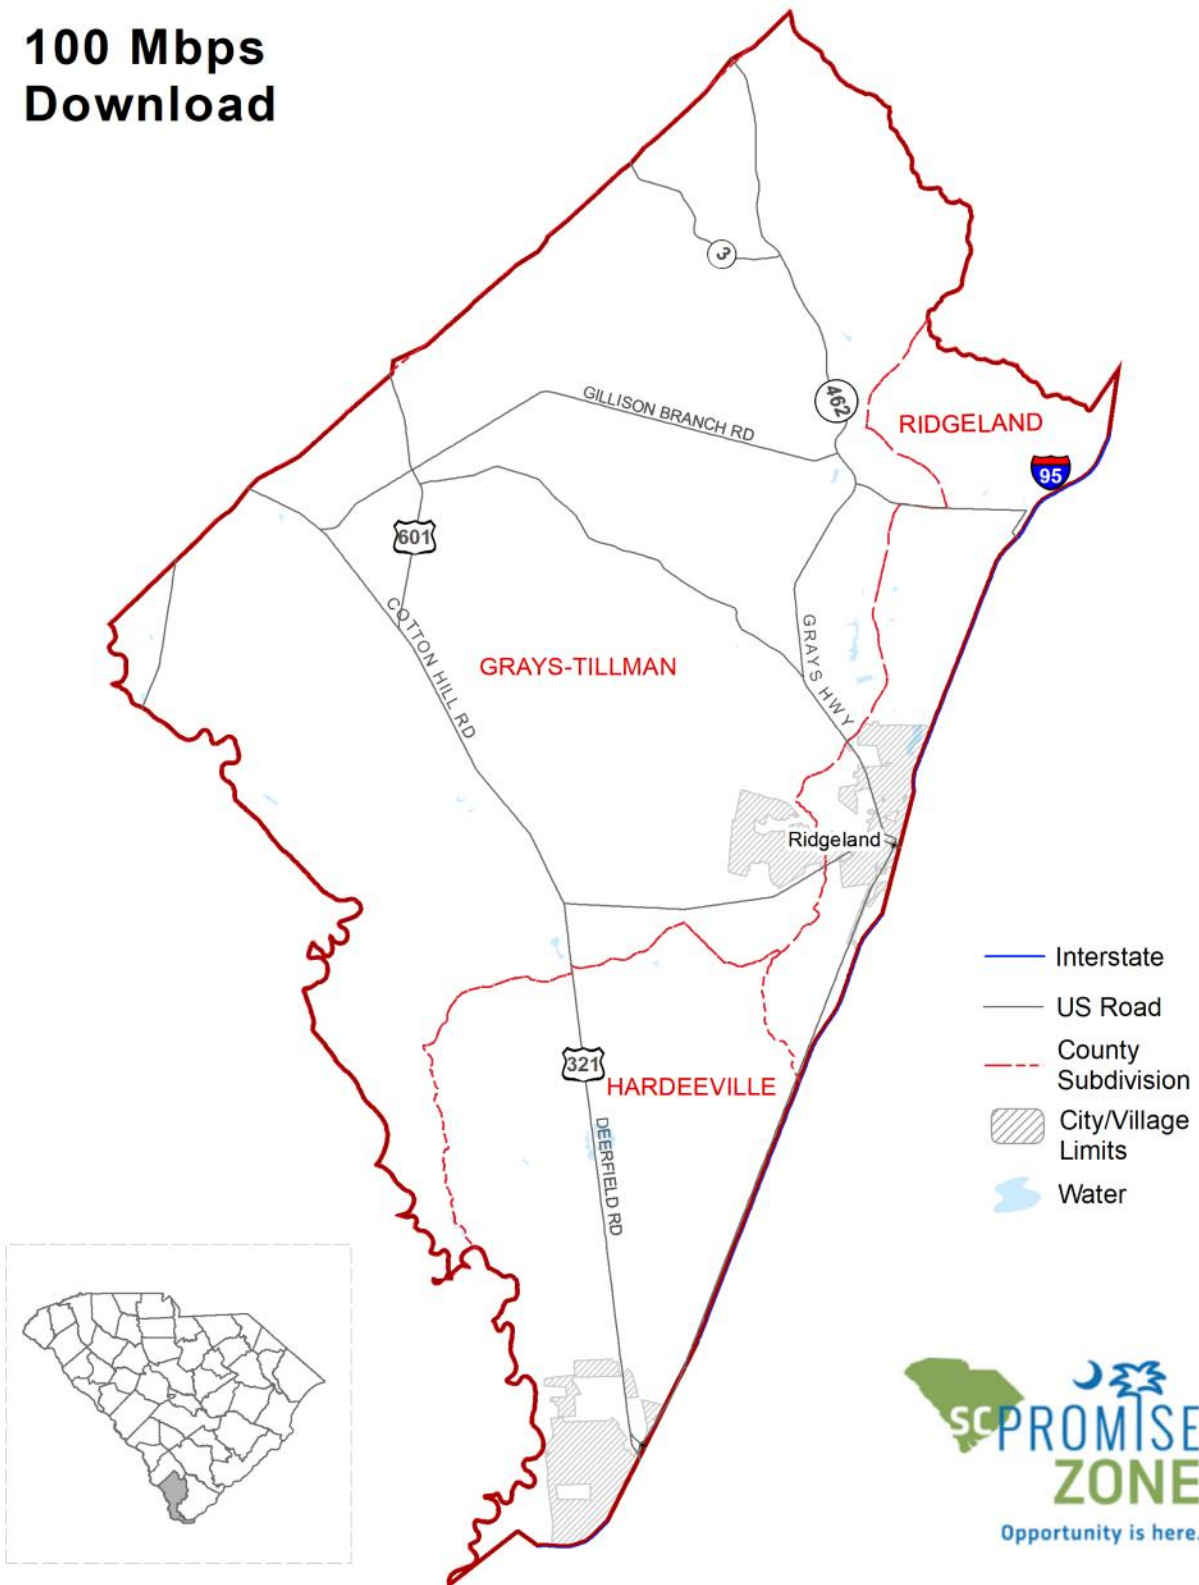 100 Mbps
Download
3
462
GILLISON BRANCH RD
RIDGELAND
95
601
COTTON HILL RD
GRAYS-TILLMAN
GRAYS HWY
Ridgeland
321
HARDEEVILLE
DEERFIELD RD
Interstate
US Road
County
Subdivision
City/Village
Limits
Water
SC PROMISE
ZONE
Opportunity is here.